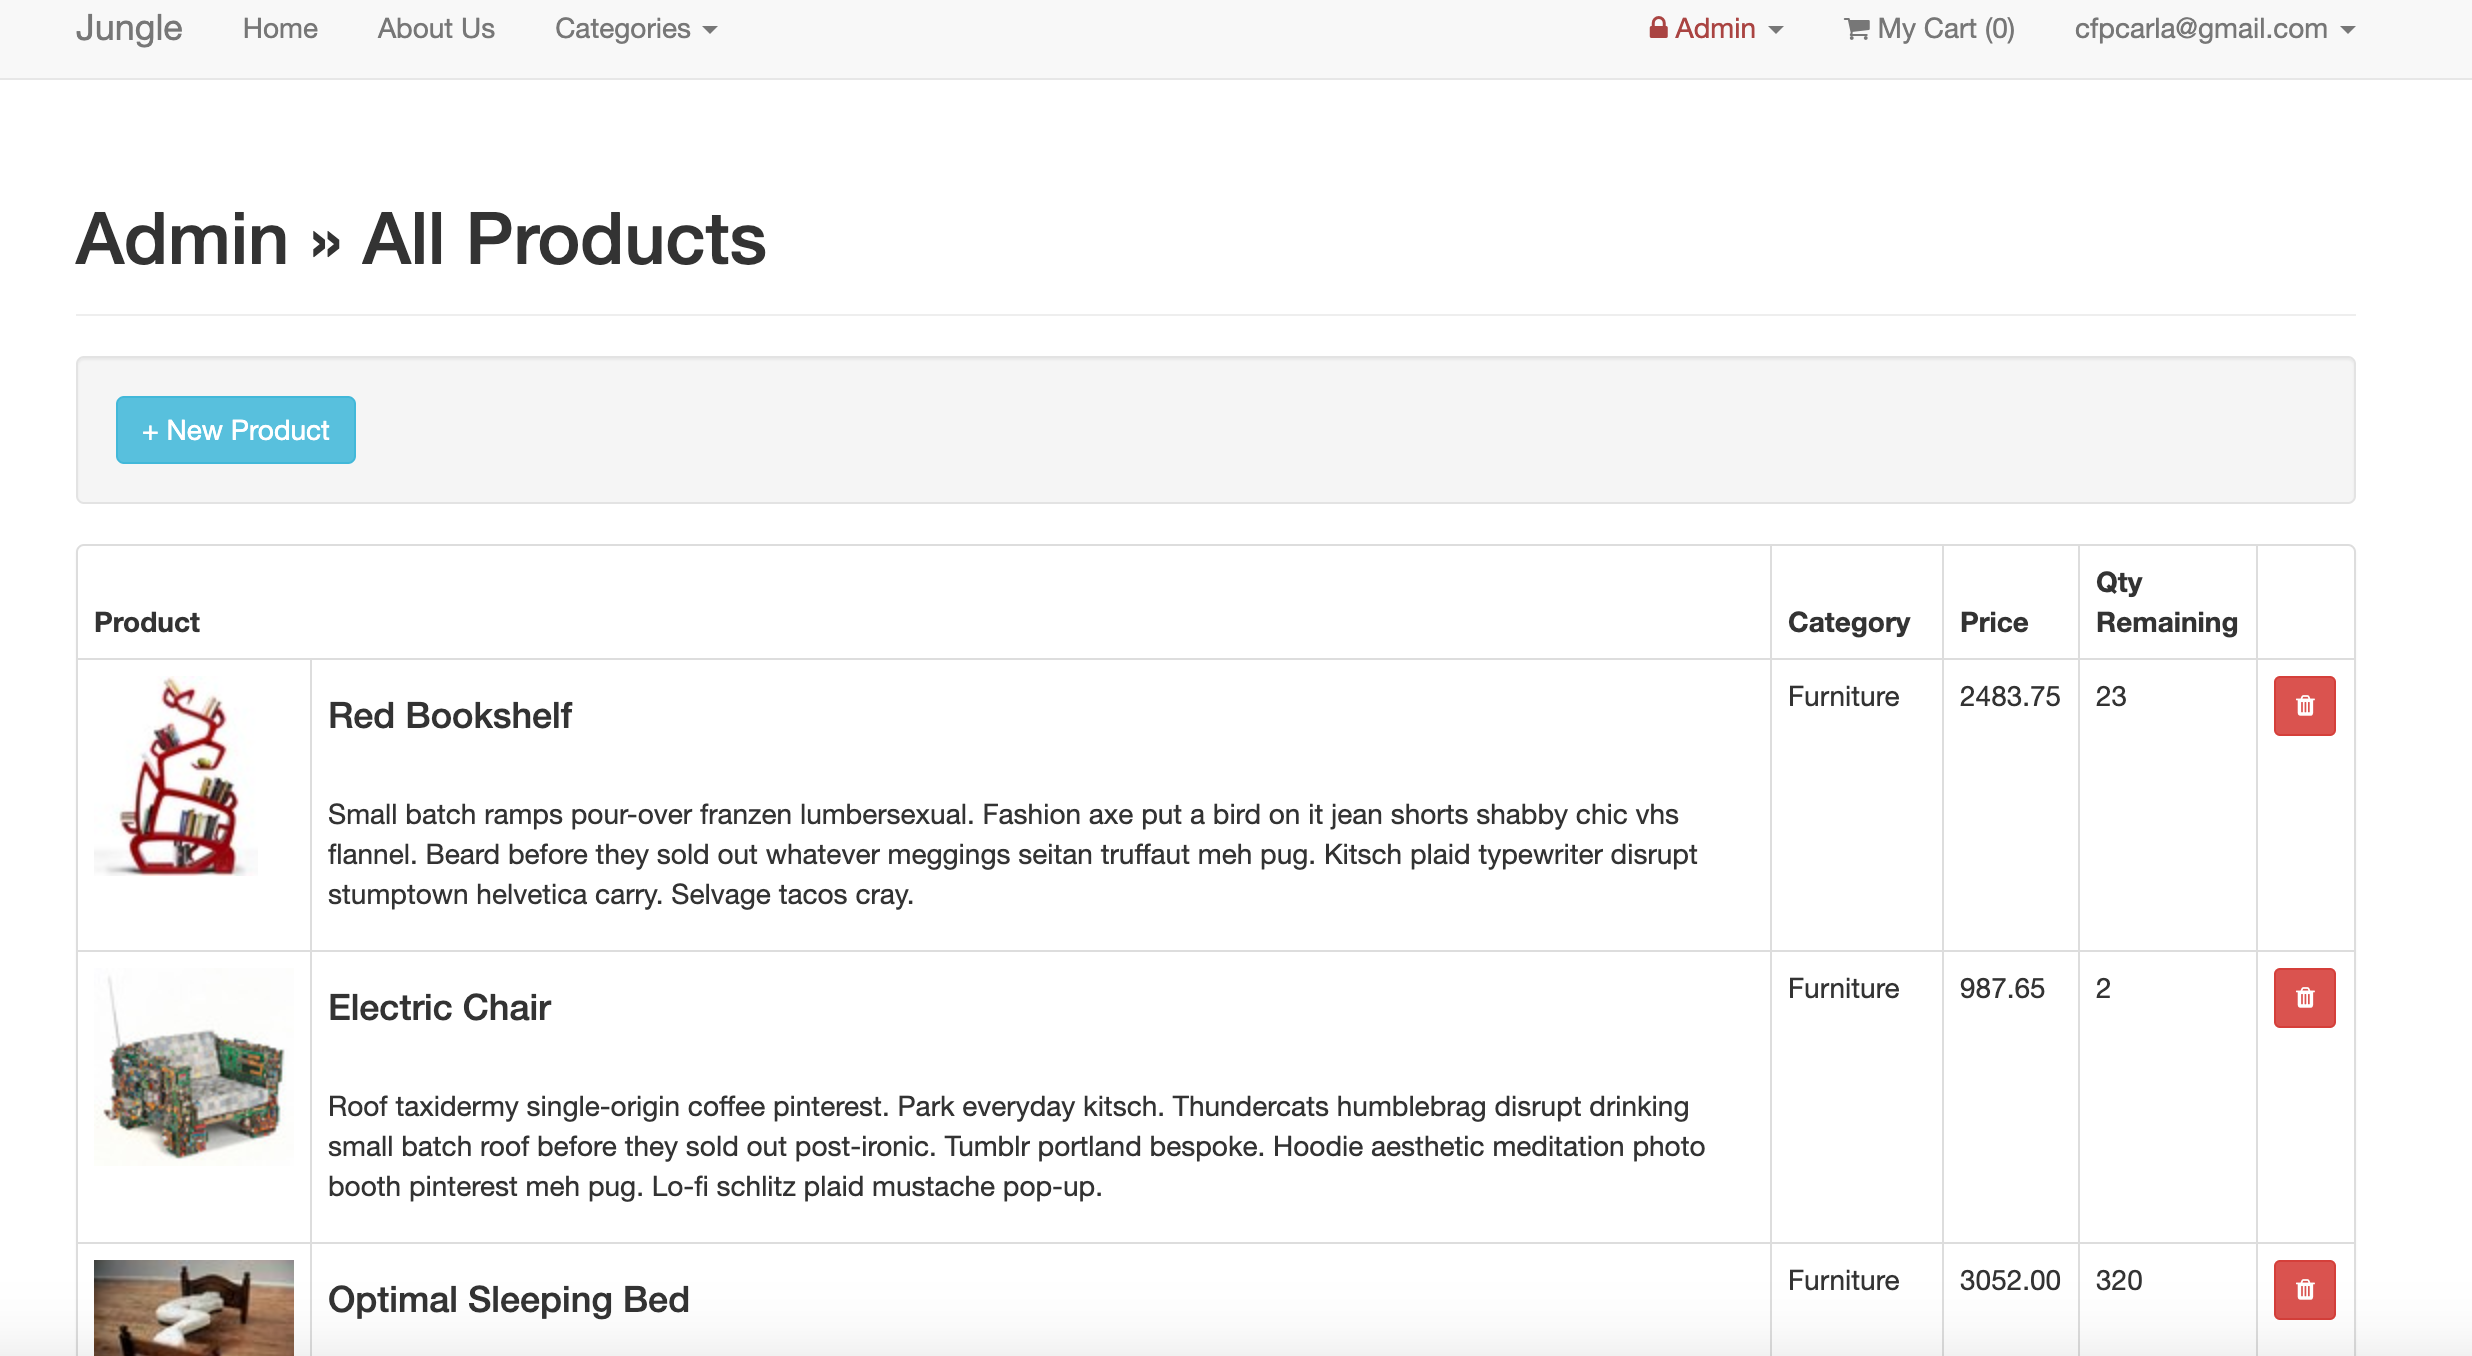 Jungle Home About Us Categories Admin My Cart (0) cfpcarla@gmail.com
Admin » All Products
+ New Product
Product Category Price Qty Remaining
Red Bookshelf Furniture 2483.75 23
Small batch ramps pour-over franzen lumbersexual. Fashion axe put a bird on it jean shorts shabby chic vhs
flannel. Beard before they sold out whatever meggings seitan truffaut meh pug. Kitsch plaid typewriter disrupt
stumptown helvetica carry. Selvage tacos cray.
Electric Chair Furniture 987.65 2
Roof taxidermy single-origin coffee pinterest. Park everyday kitsch. Thundercats humblebrag disrupt drinking
small batch roof before they sold out post-ironic. Tumblr portland bespoke. Hoodie aesthetic meditation photo
booth pinterest meh pug. Lo-fi schlitz plaid mustache pop-up.
Optimal Sleeping Bed Furniture 3052.00 320